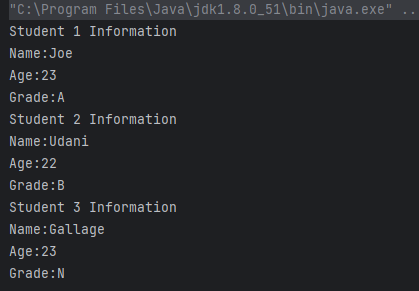 "C:\Program Files\Java\jdk1.8.0_51\bin\java.exe" ..
Student 1 Information
Name:Joe
Age:23
Grade:A
Student 2 Information
Name:Udani
Age:22
Grade:B
Student 3 Information
Name:Gallage
Age:23
Grade:N